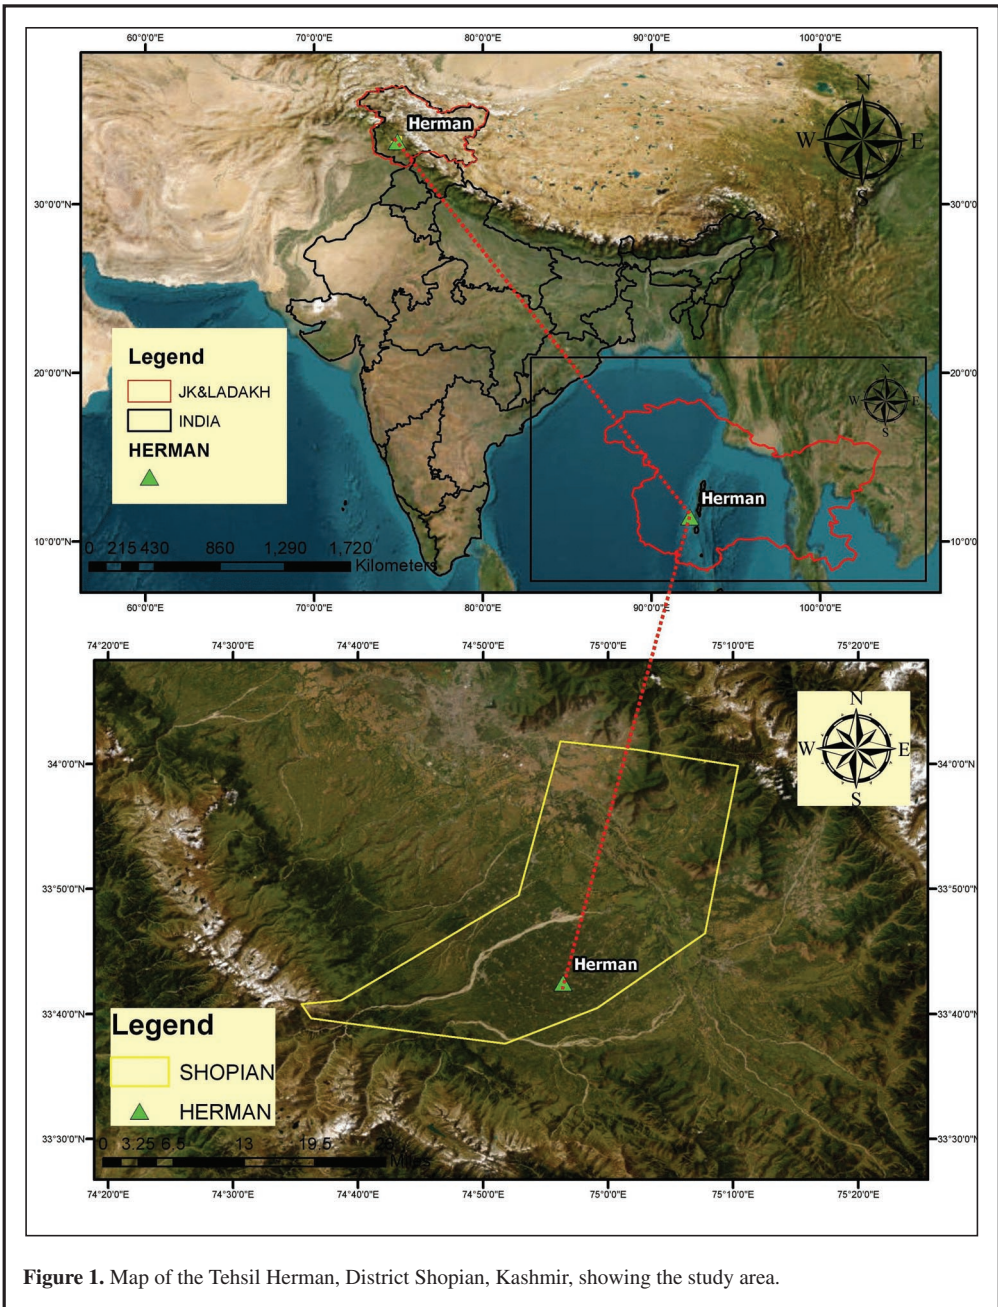 60°0'0"E 70°0'0"E 80°0'0"E 90°0'0"E 100°0'0"E
N
W E
S
Herman
30°0'0"N 30°0'0"N
Legend
JK&LADAKH
INDIA
HERMAN
20°0'0"N 20°0'0"N
N
W E
S
Herman
10°0'0"N 10°0'0"N
0 215 430 860 1,290 1,720
Kilometers
60°0'0"E 70°0'0"E 80°0'0"E 90°0'0"E 100°0'0"E
74°20'0"E 74°30'0"E 74°40'0"E 74°50'0"E 75°0'0"E 75°10'0"E 75°20'0"E
N
W E
S
34°0'0"N 34°0'0"N
33°50'0"N 33°50'0"N
Herman
33°40'0"N 33°40'0"N
Legend
SHOPIAN
HERMAN
0 3.25 6.5 13 19.5 26
Miles
33°30'0"N 33°30'0"N
74°20'0"E 74°30'0"E 74°40'0"E 74°50'0"E 75°0'0"E 75°10'0"E 75°20'0"E
Figure 1. Map of the Tehsil Herman, District Shopian, Kashmir, showing the study area.